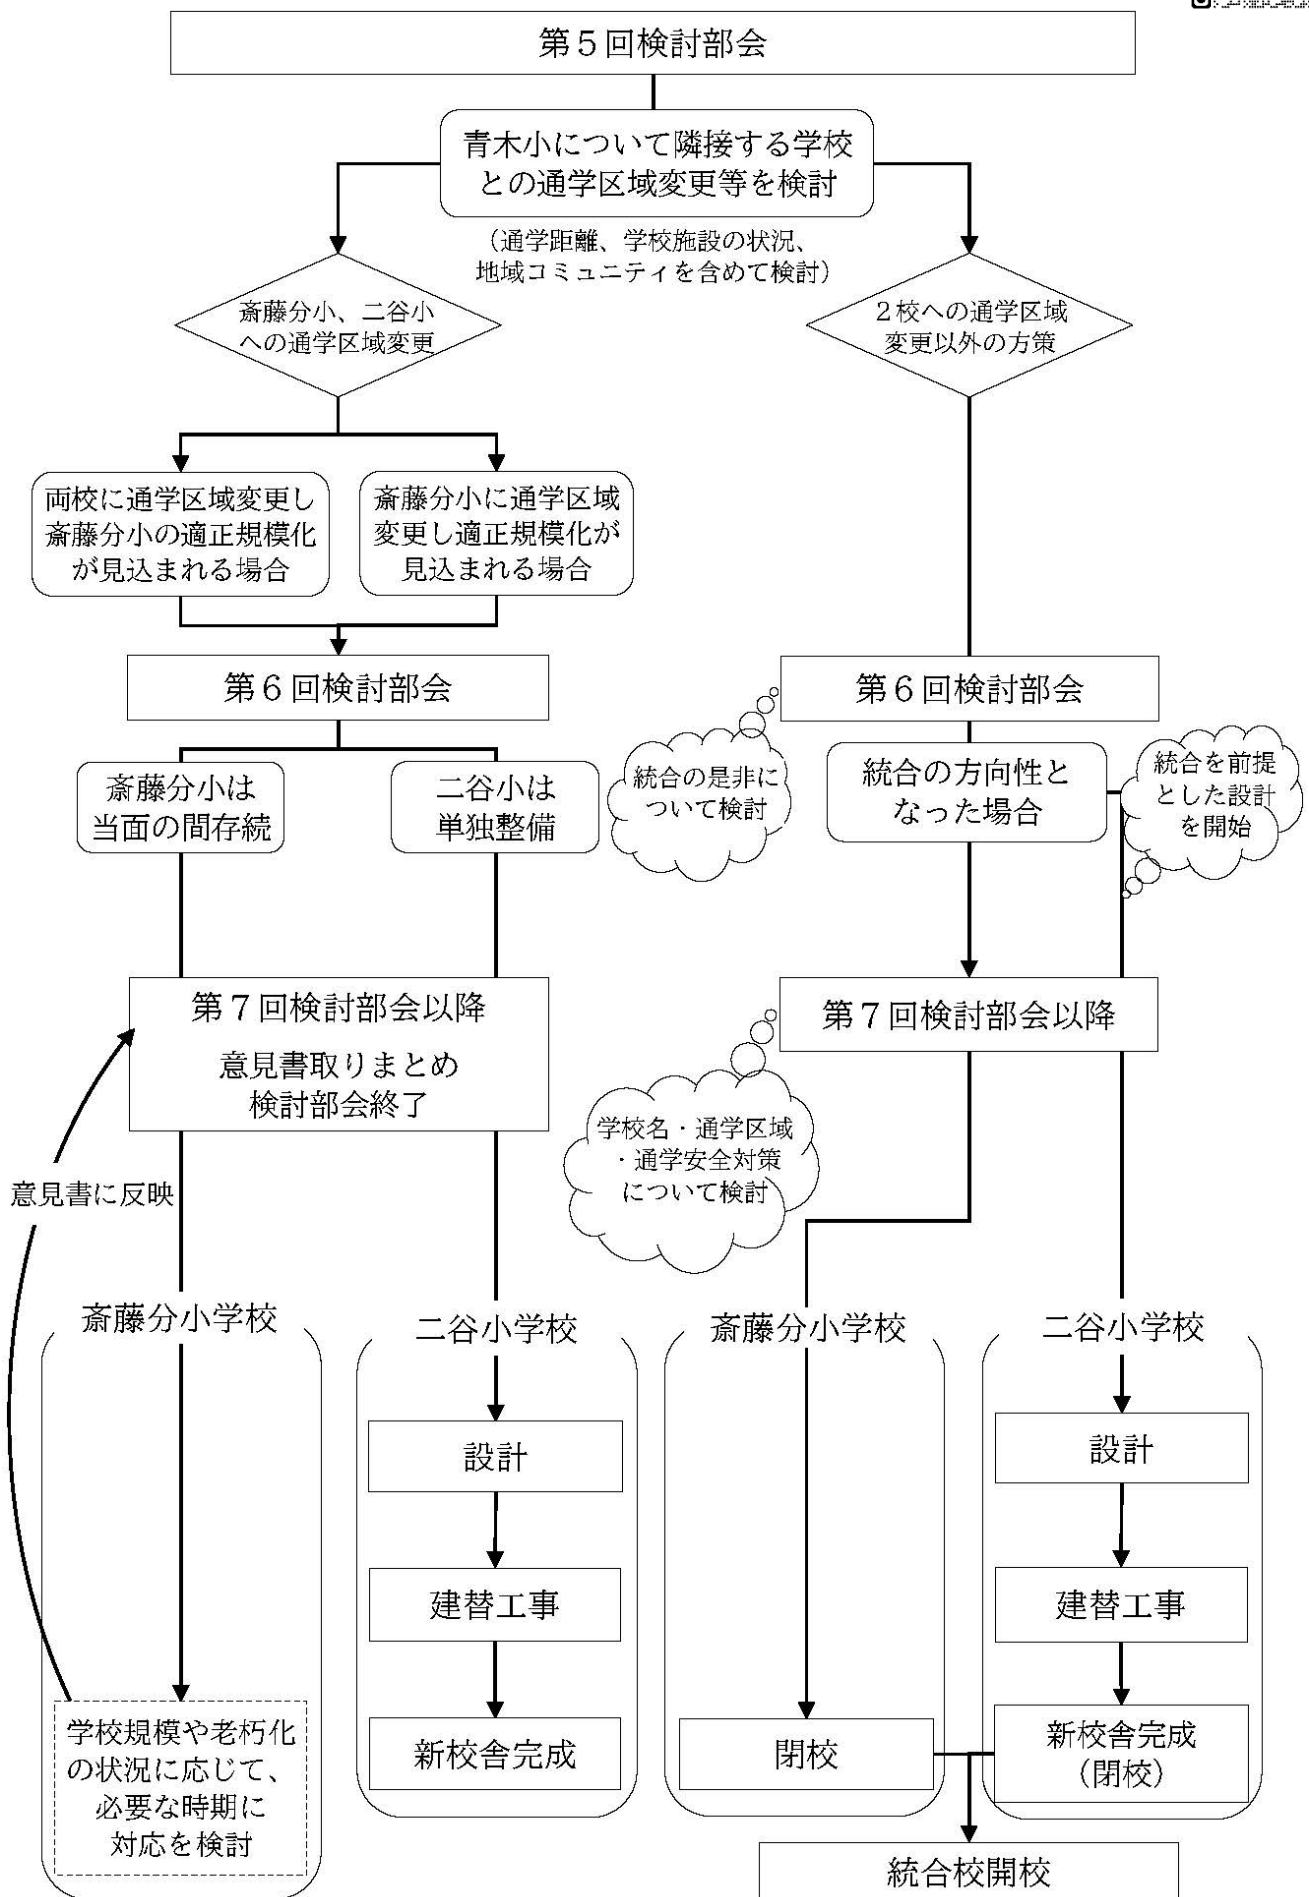 第５回検討部会
青木小について隣接する学校
との通学区域変更等を検討
（通学距離、学校施設の状況、
地域コミュニティを含めて検討）
斎藤分小、二谷小
への通学区域変更
２校への通学区域
変更以外の方策
両校に通学区域変更し
斎藤分小の適正規模化
が見込まれる場合
斎藤分小に通学区域
変更し適正規模化が
見込まれる場合
第６回検討部会
第６回検討部会
斎藤分小は
当面の間存続
二谷小は
単独整備
統合の是非に
ついて検討
統合の方向性と
なった場合
統合を前提
とした設計
を開始
第７回検討部会以降
意見書取りまとめ
検討部会終了
第７回検討部会以降
学校名・通学区域
・通学安全対策
について検討
意見書に反映
斎藤分小学校
二谷小学校
斎藤分小学校
二谷小学校
設計
建替工事
新校舎完成
設計
建替工事
新校舎完成
（閉校）
閉校
学校規模や老朽化
の状況に応じて、
必要な時期に
対応を検討
統合校開校